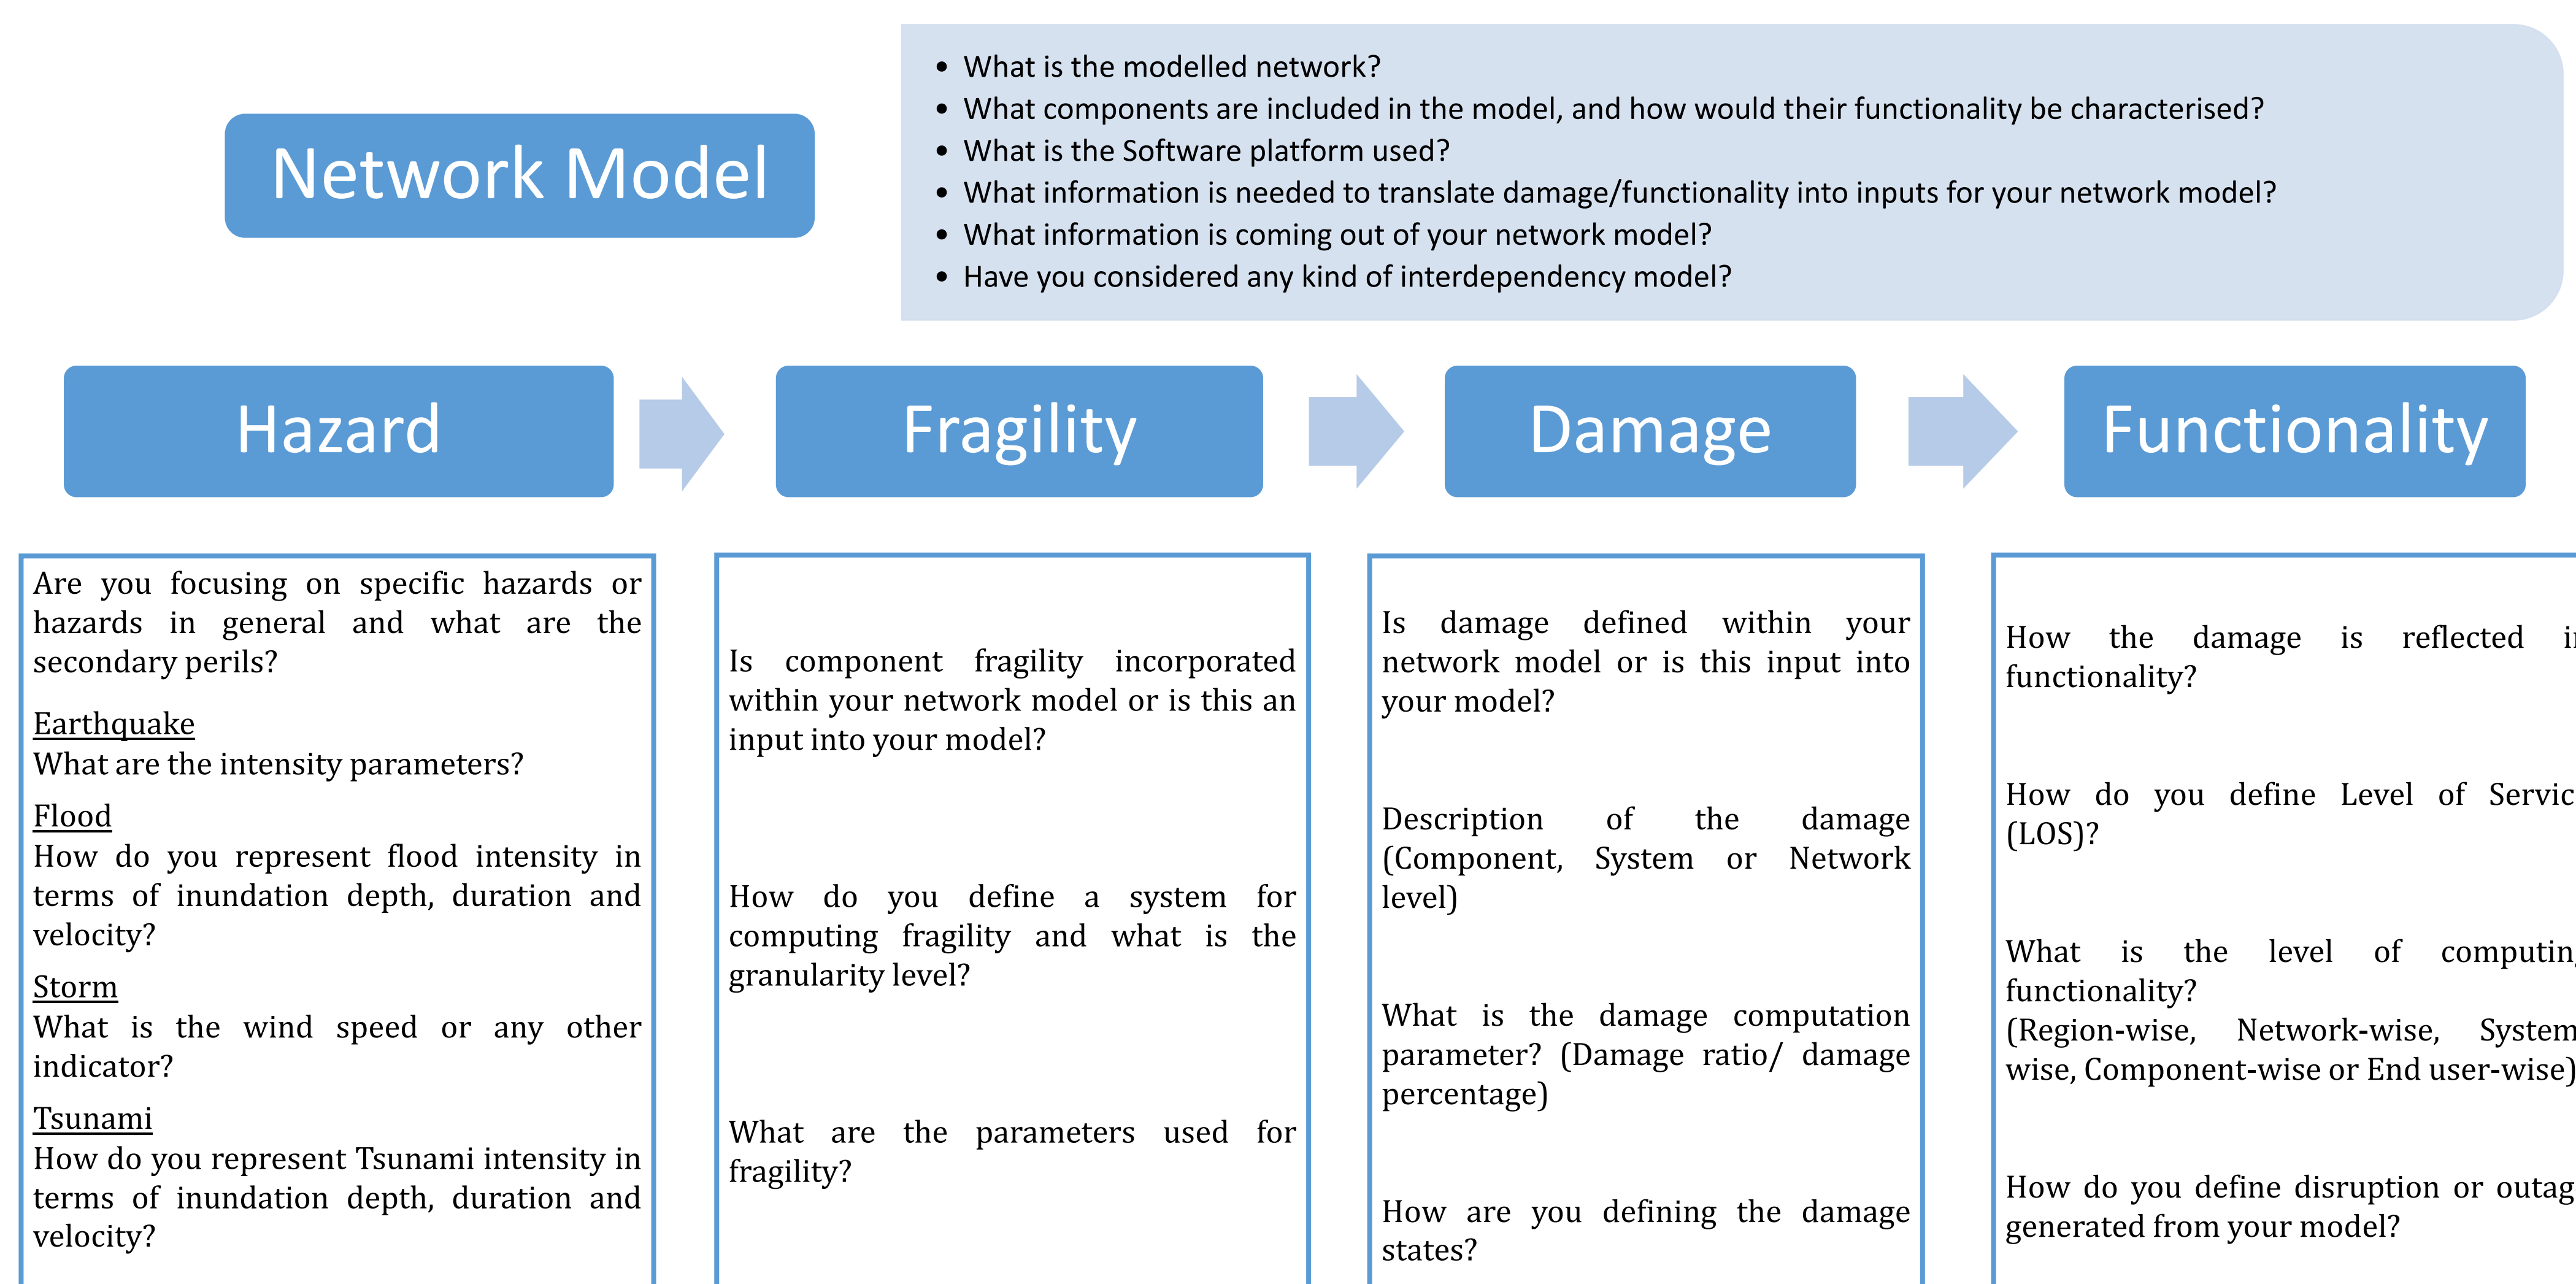 Network Model
• What is the modelled network?
• What components are included in the model, and how would their functionality be characterised?
• What is the Software platform used?
• What information is needed to translate damage/functionality into inputs for your network model?
• What information is coming out of your network model?
• Have you considered any kind of interdependency model?
Hazard
Fragility
Damage
Functionality
Are you focusing on specific hazards or
hazards in general and what are the
secondary perils?
Earthquake
What are the intensity parameters?
Flood
How do you represent flood intensity in
terms of inundation depth, duration and
velocity?
Storm
What is the wind speed or any other
indicator?
Tsunami
How do you represent Tsunami intensity in
terms of inundation depth, duration and
velocity?
Is component fragility incorporated
within your network model or is this an
input into your model?
How do you define a system for
computing fragility and what is the
granularity level?
What are the parameters used for
fragility?
Is damage defined within your
network model or is this input into
your model?
Description of the damage
(Component, System or Network
level)
What is the damage computation
parameter? (Damage ratio/ damage
percentage)
How are you defining the damage
states?
How the damage is reflected
functionality?
How do you define Level of
(LOS)?
What is the level of
functionality?
(Region-wise, Network-wise, System
wise, Component-wise or End user-wise)
How do you define disruption or
generated from your model?